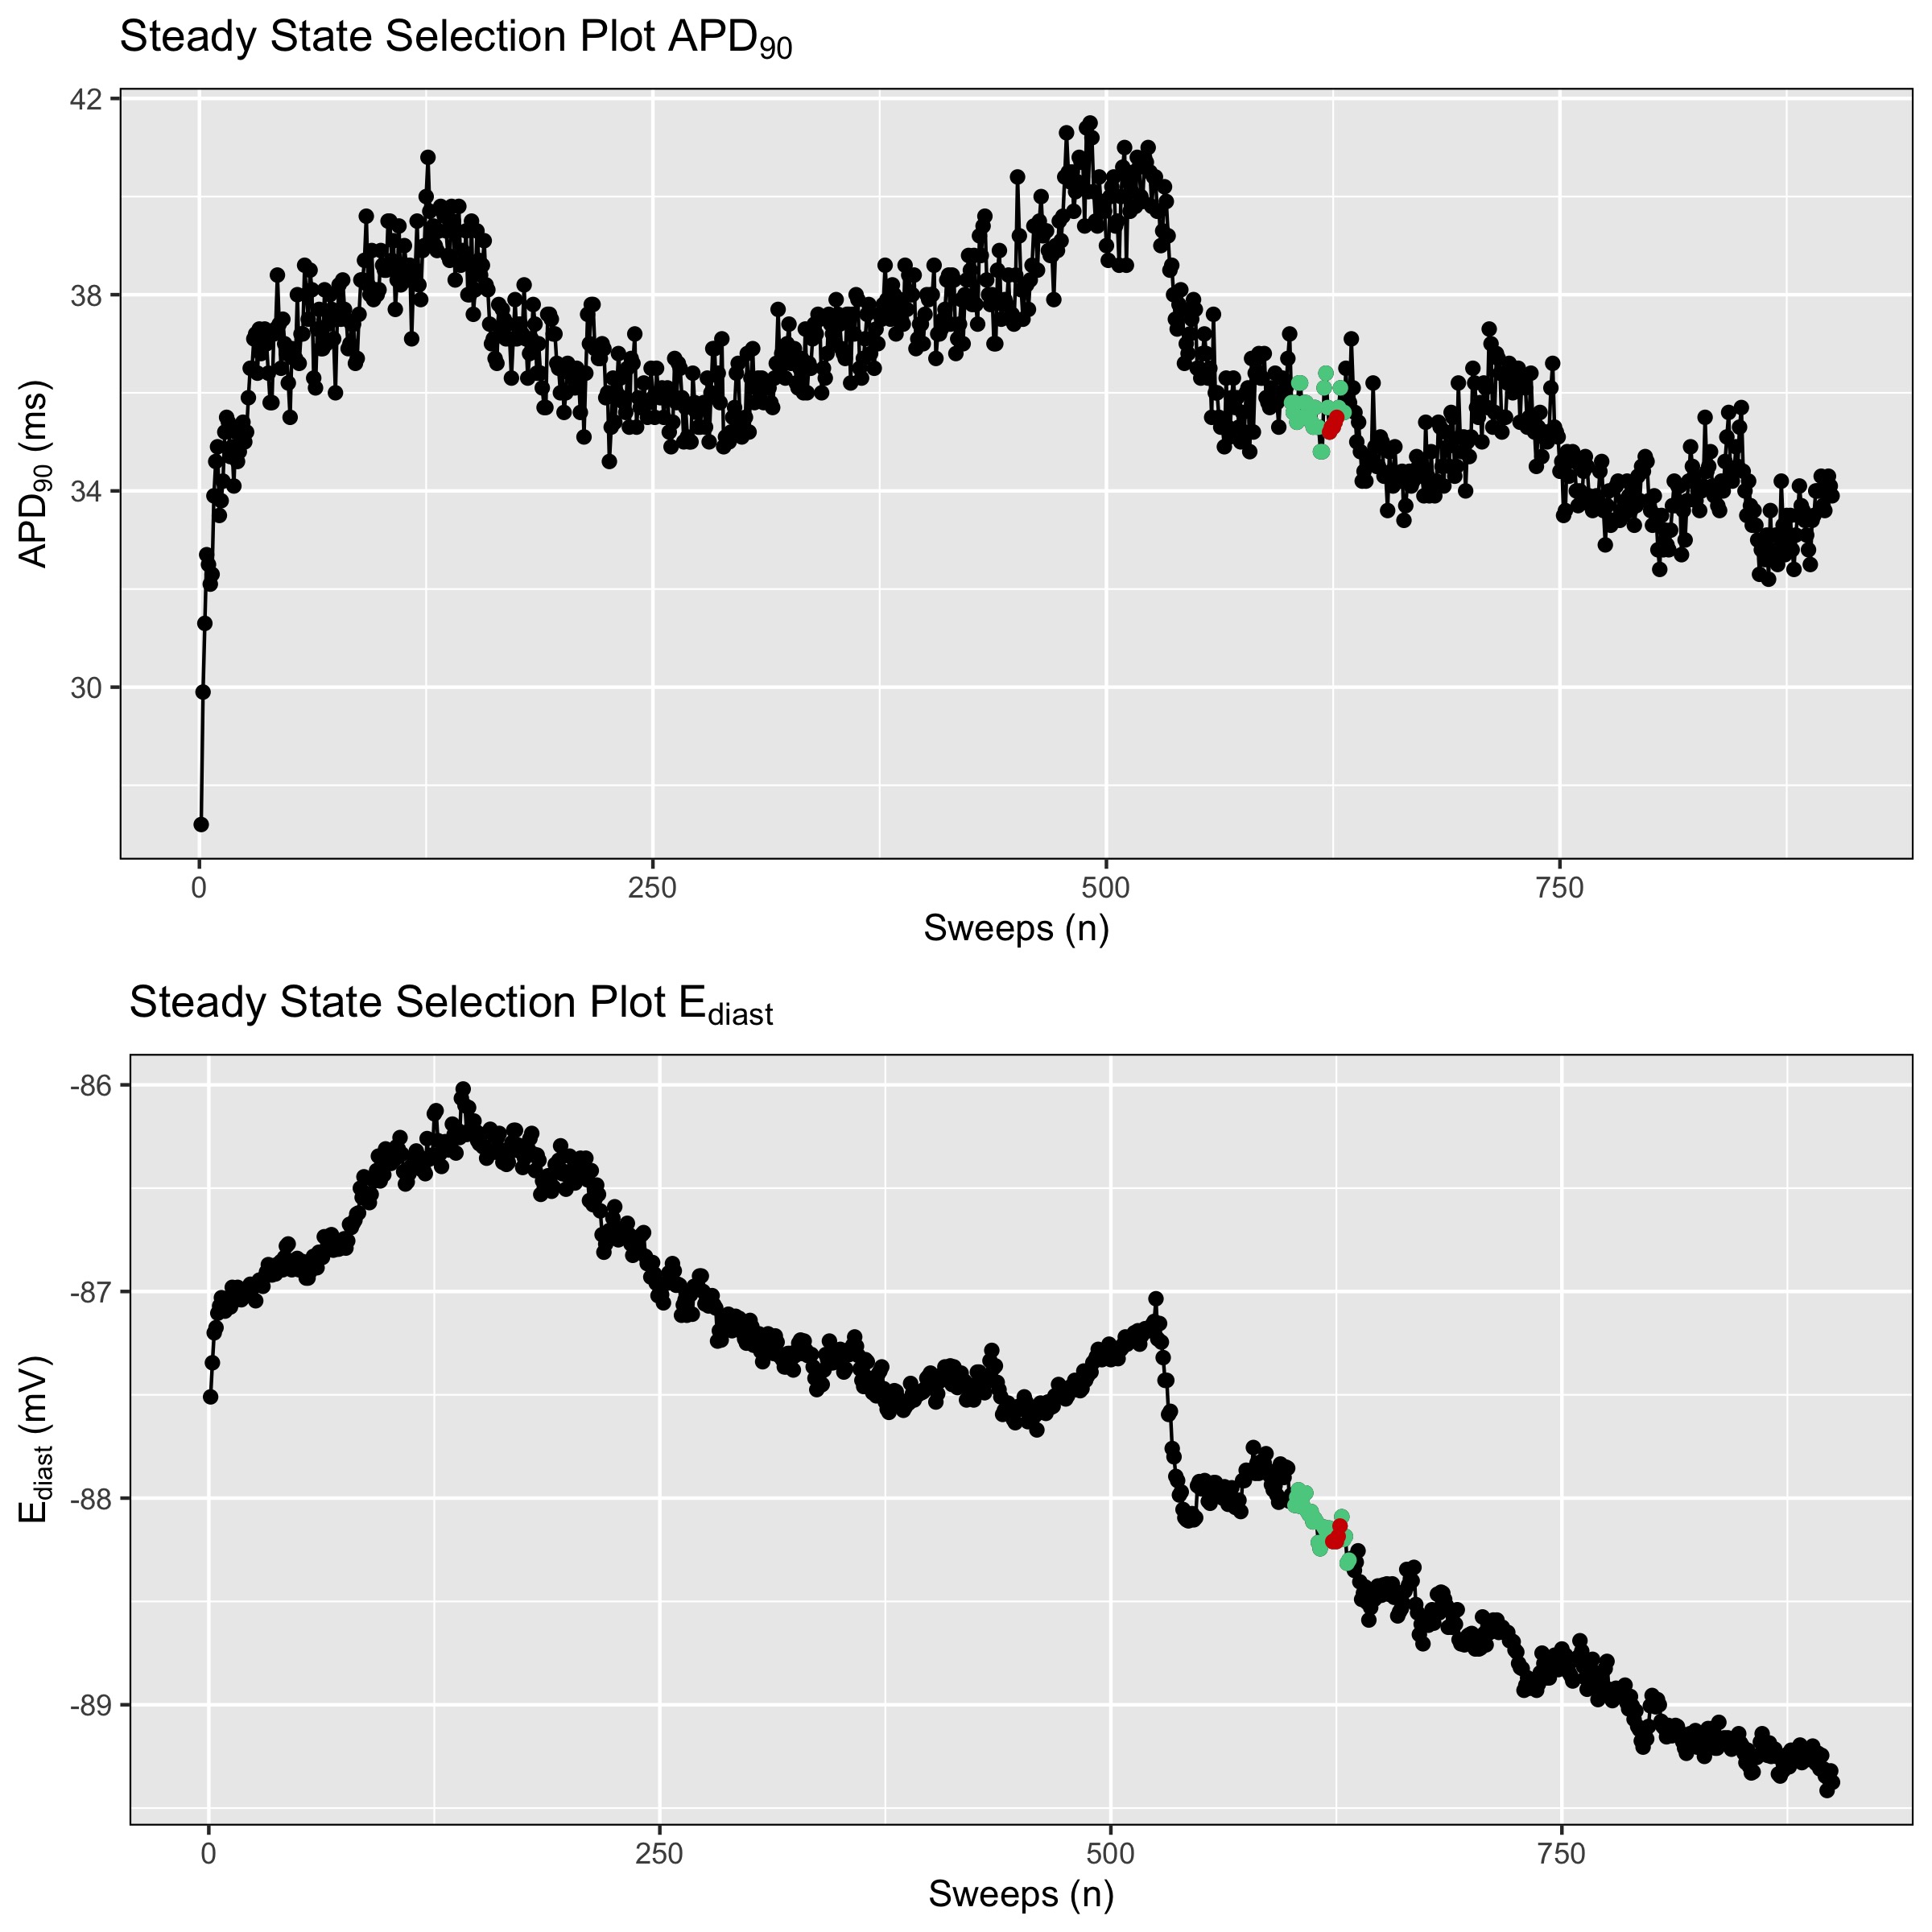 Steady State Selection Plot APD90
42
38
34
30
APD90 (ms)
0 250 500 750
Sweeps (n)
Steady State Selection Plot Ediast
-86
-87
-88
-89
Ediast (mV)
0 250 500 750
Sweeps (n)